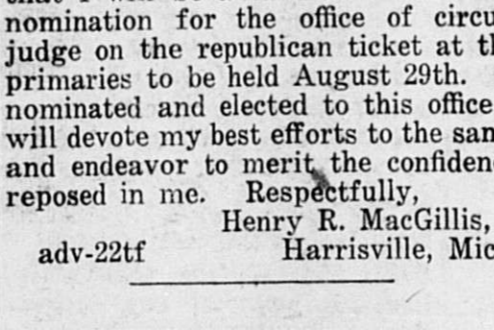 nomination for the office of circu
judge on the republican ticket at th
primaries to be held August 29th.
nominated and elected to this office
will devote my best efforts to the sam
and endeavor to merit the confiden
reposed in me. Respectfully,
Henry R. MacGillis,
adv-22tf Harrisville, Mic